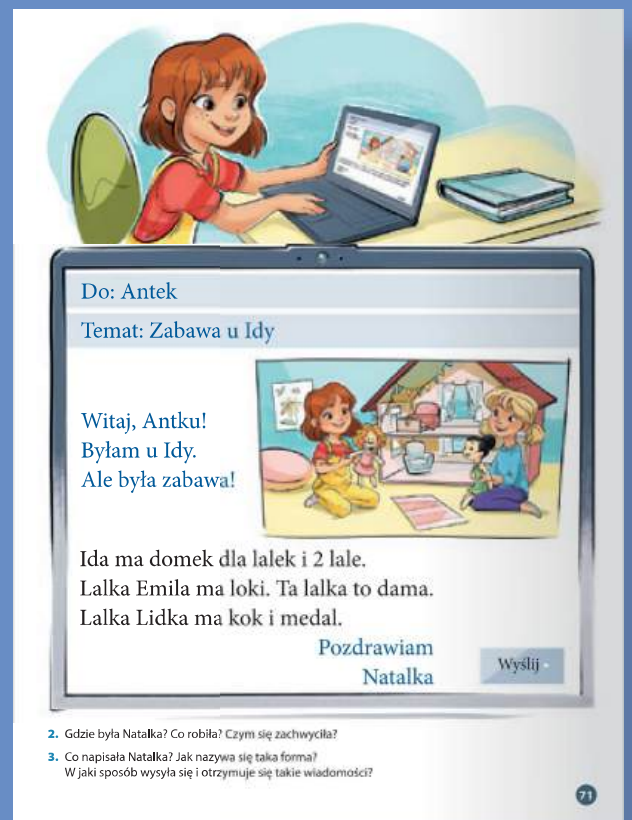 Do: Antek
Temat: Zabawa u Idy
Witaj, Antku!
Byłam u Idy.
Ale była zabawa!
Ida ma domek dla lalek i 2 lale.
Lalka Emila ma loki. Ta lalka to dama.
Lalka Lidka ma kok i medal.
Pozdrawiam
Natalka
Wyślij
2. Gdzie była Natalka? Co robiła? Czym się zachwyciła?
3. Co napisała Natalka? Jak nazywa się taka forma?
W jaki sposób wysyła się i otrzymuje się takie wiadomości?
71